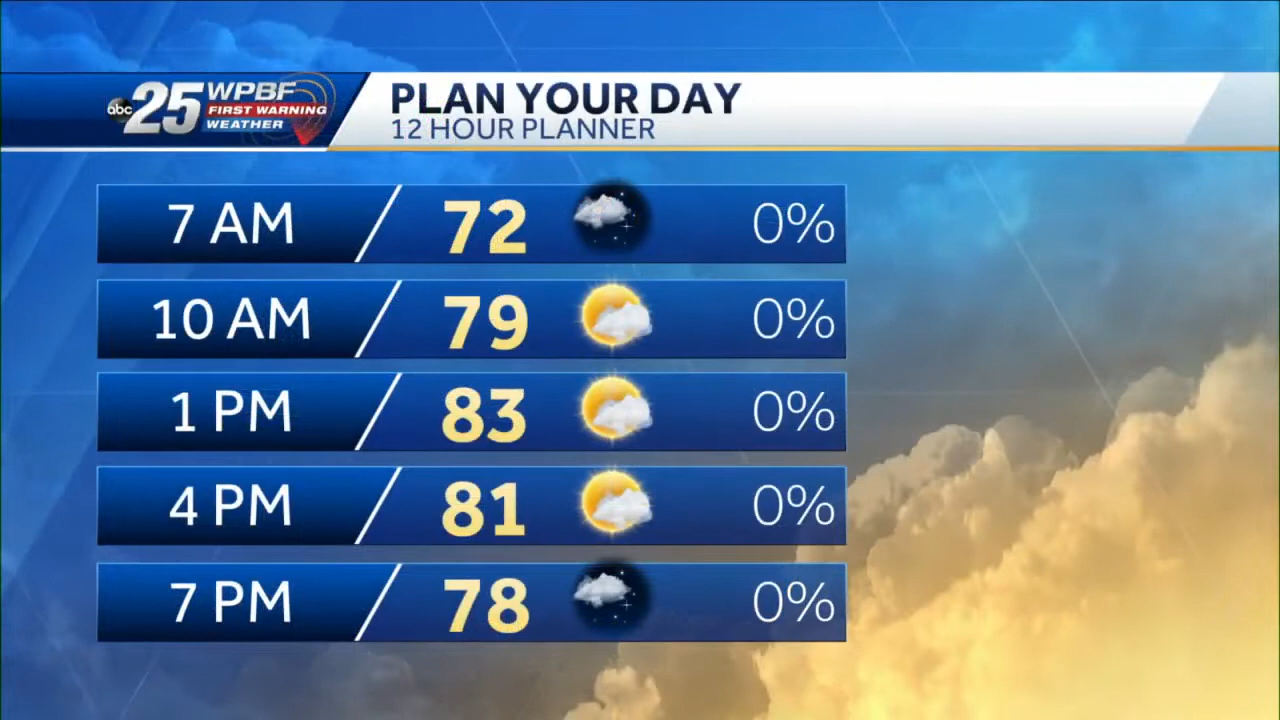 abc 25 WPBF
FIRST WARNING
WEATHER
PLAN YOUR DAY
12 HOUR PLANNER
7 AM 72 0%
10 AM 79 0%
1 PM 83 0%
4 PM 81 0%
7 PM 78 0%